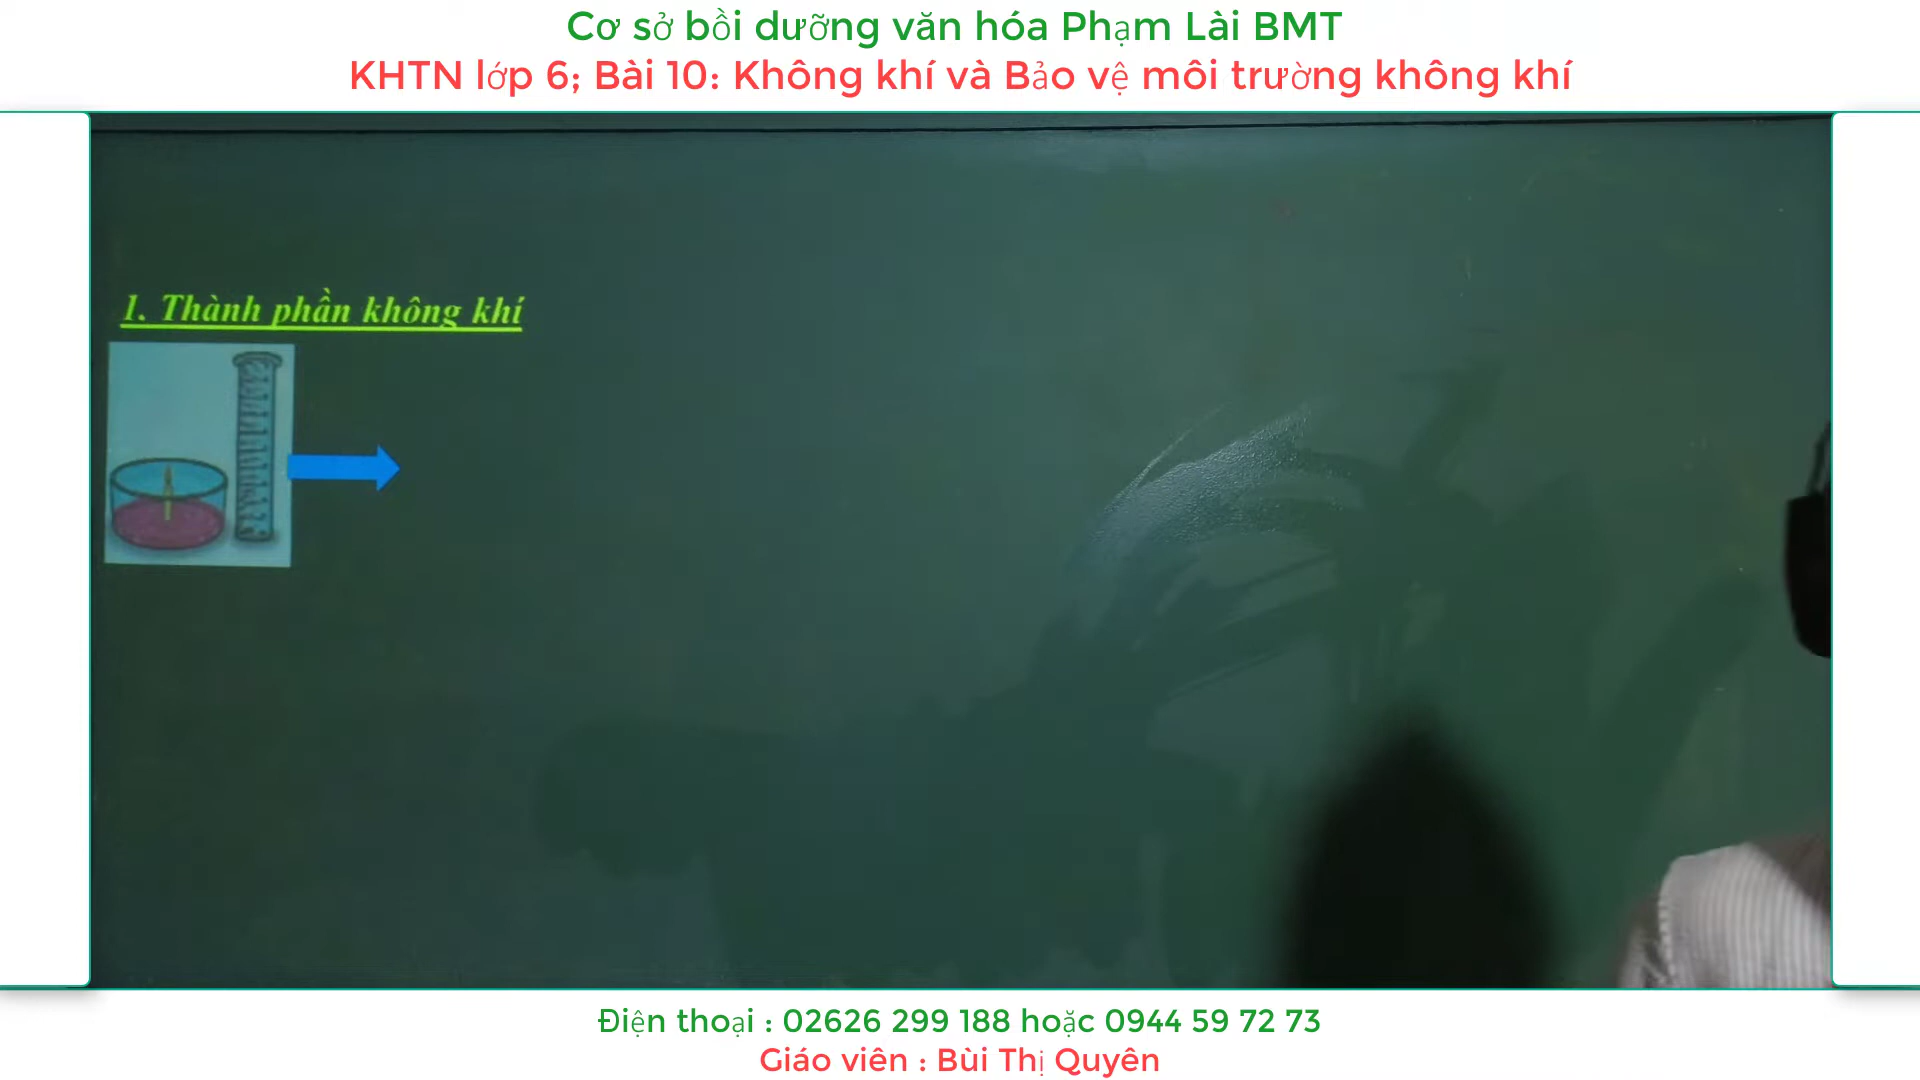 Cơ sở bồi dưỡng văn hóa Phạm Lài BMT
KHTN lớp 6; Bài 10: Không khí và Bảo vệ môi trường không khí
1. Thành phần không khí
Điện thoại : 02626 299 188 hoặc 0944 59 72 73
Giáo viên : Bùi Thị Quyên